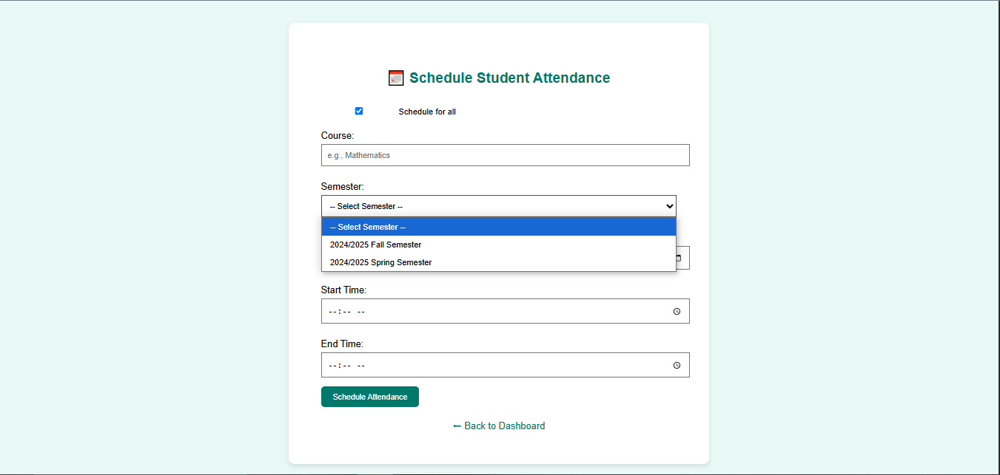 Schedule Student Attendance
Schedule for all
Course:
e.g., Mathematics
Semester:
-- Select Semester --
-- Select Semester --
2024/2025 Fall Semester
2024/2025 Spring Semester
Start Time:
--:-- --
End Time:
--:-- --
Schedule Attendance
← Back to Dashboard